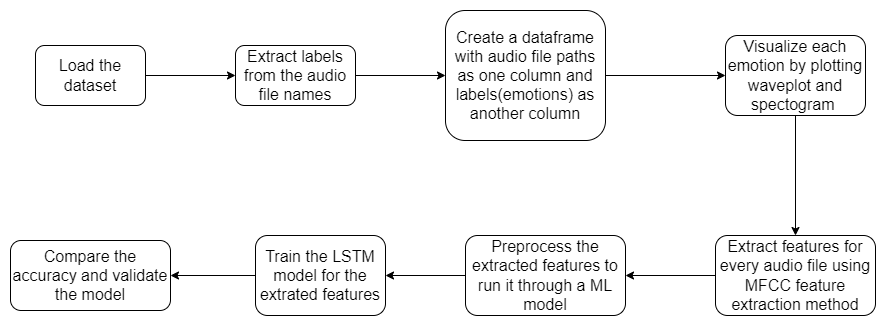 Load the
dataset
Extract labels
from the audio
file names
Create a dataframe
with audio file paths
as one column and
labels(emotions) as
another column
Visualize each
emotion by plotting
waveplot and
spectogram
Extract features for
every audio file using
MFCC feature
extraction method
Preprocess the
extracted features to
run it through a ML
model
Train the LSTM
model for the
extrated features
Compare the
accuracy and validate
the model